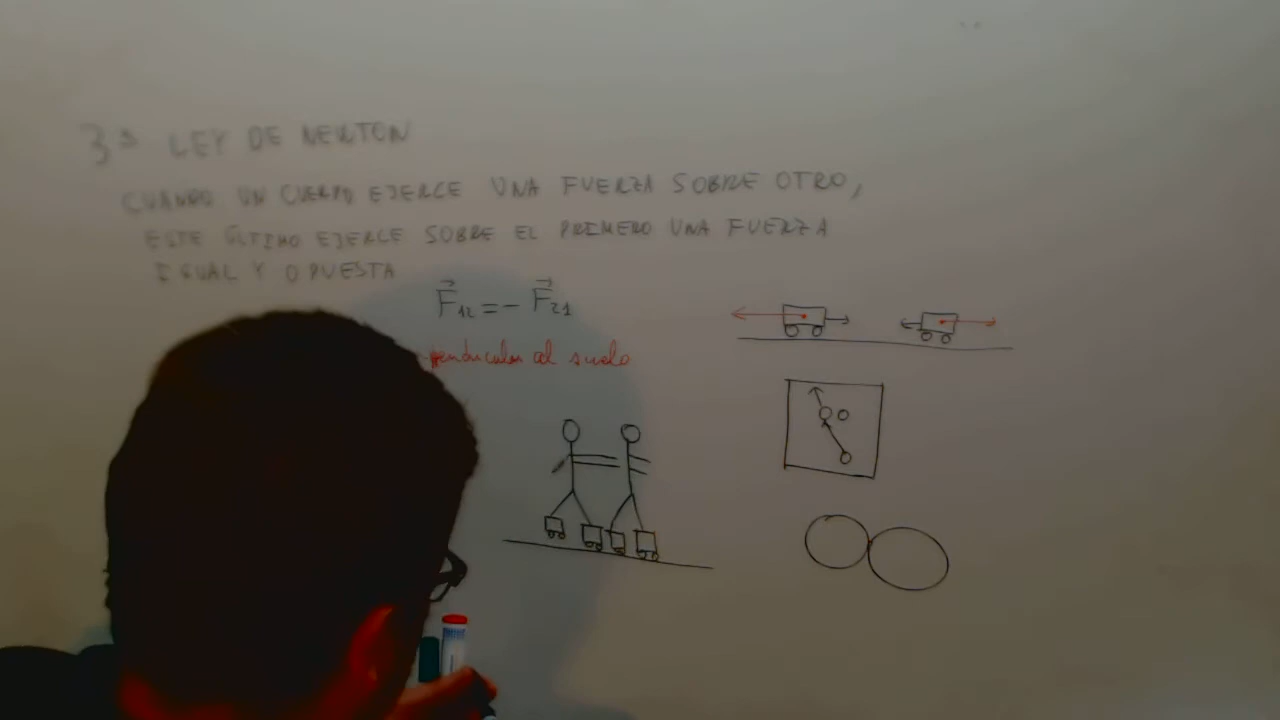 3ª LEY DE NEWTON
CUANDO UN CUERPO EJERCE UNA FUERZA SOBRE OTRO,
ESTE ÚLTIMO EJERCE SOBRE EL PRIMERO UNA FUERZA
IGUAL Y OPUESTA
F₁₂ = - F₂₁
al suelo